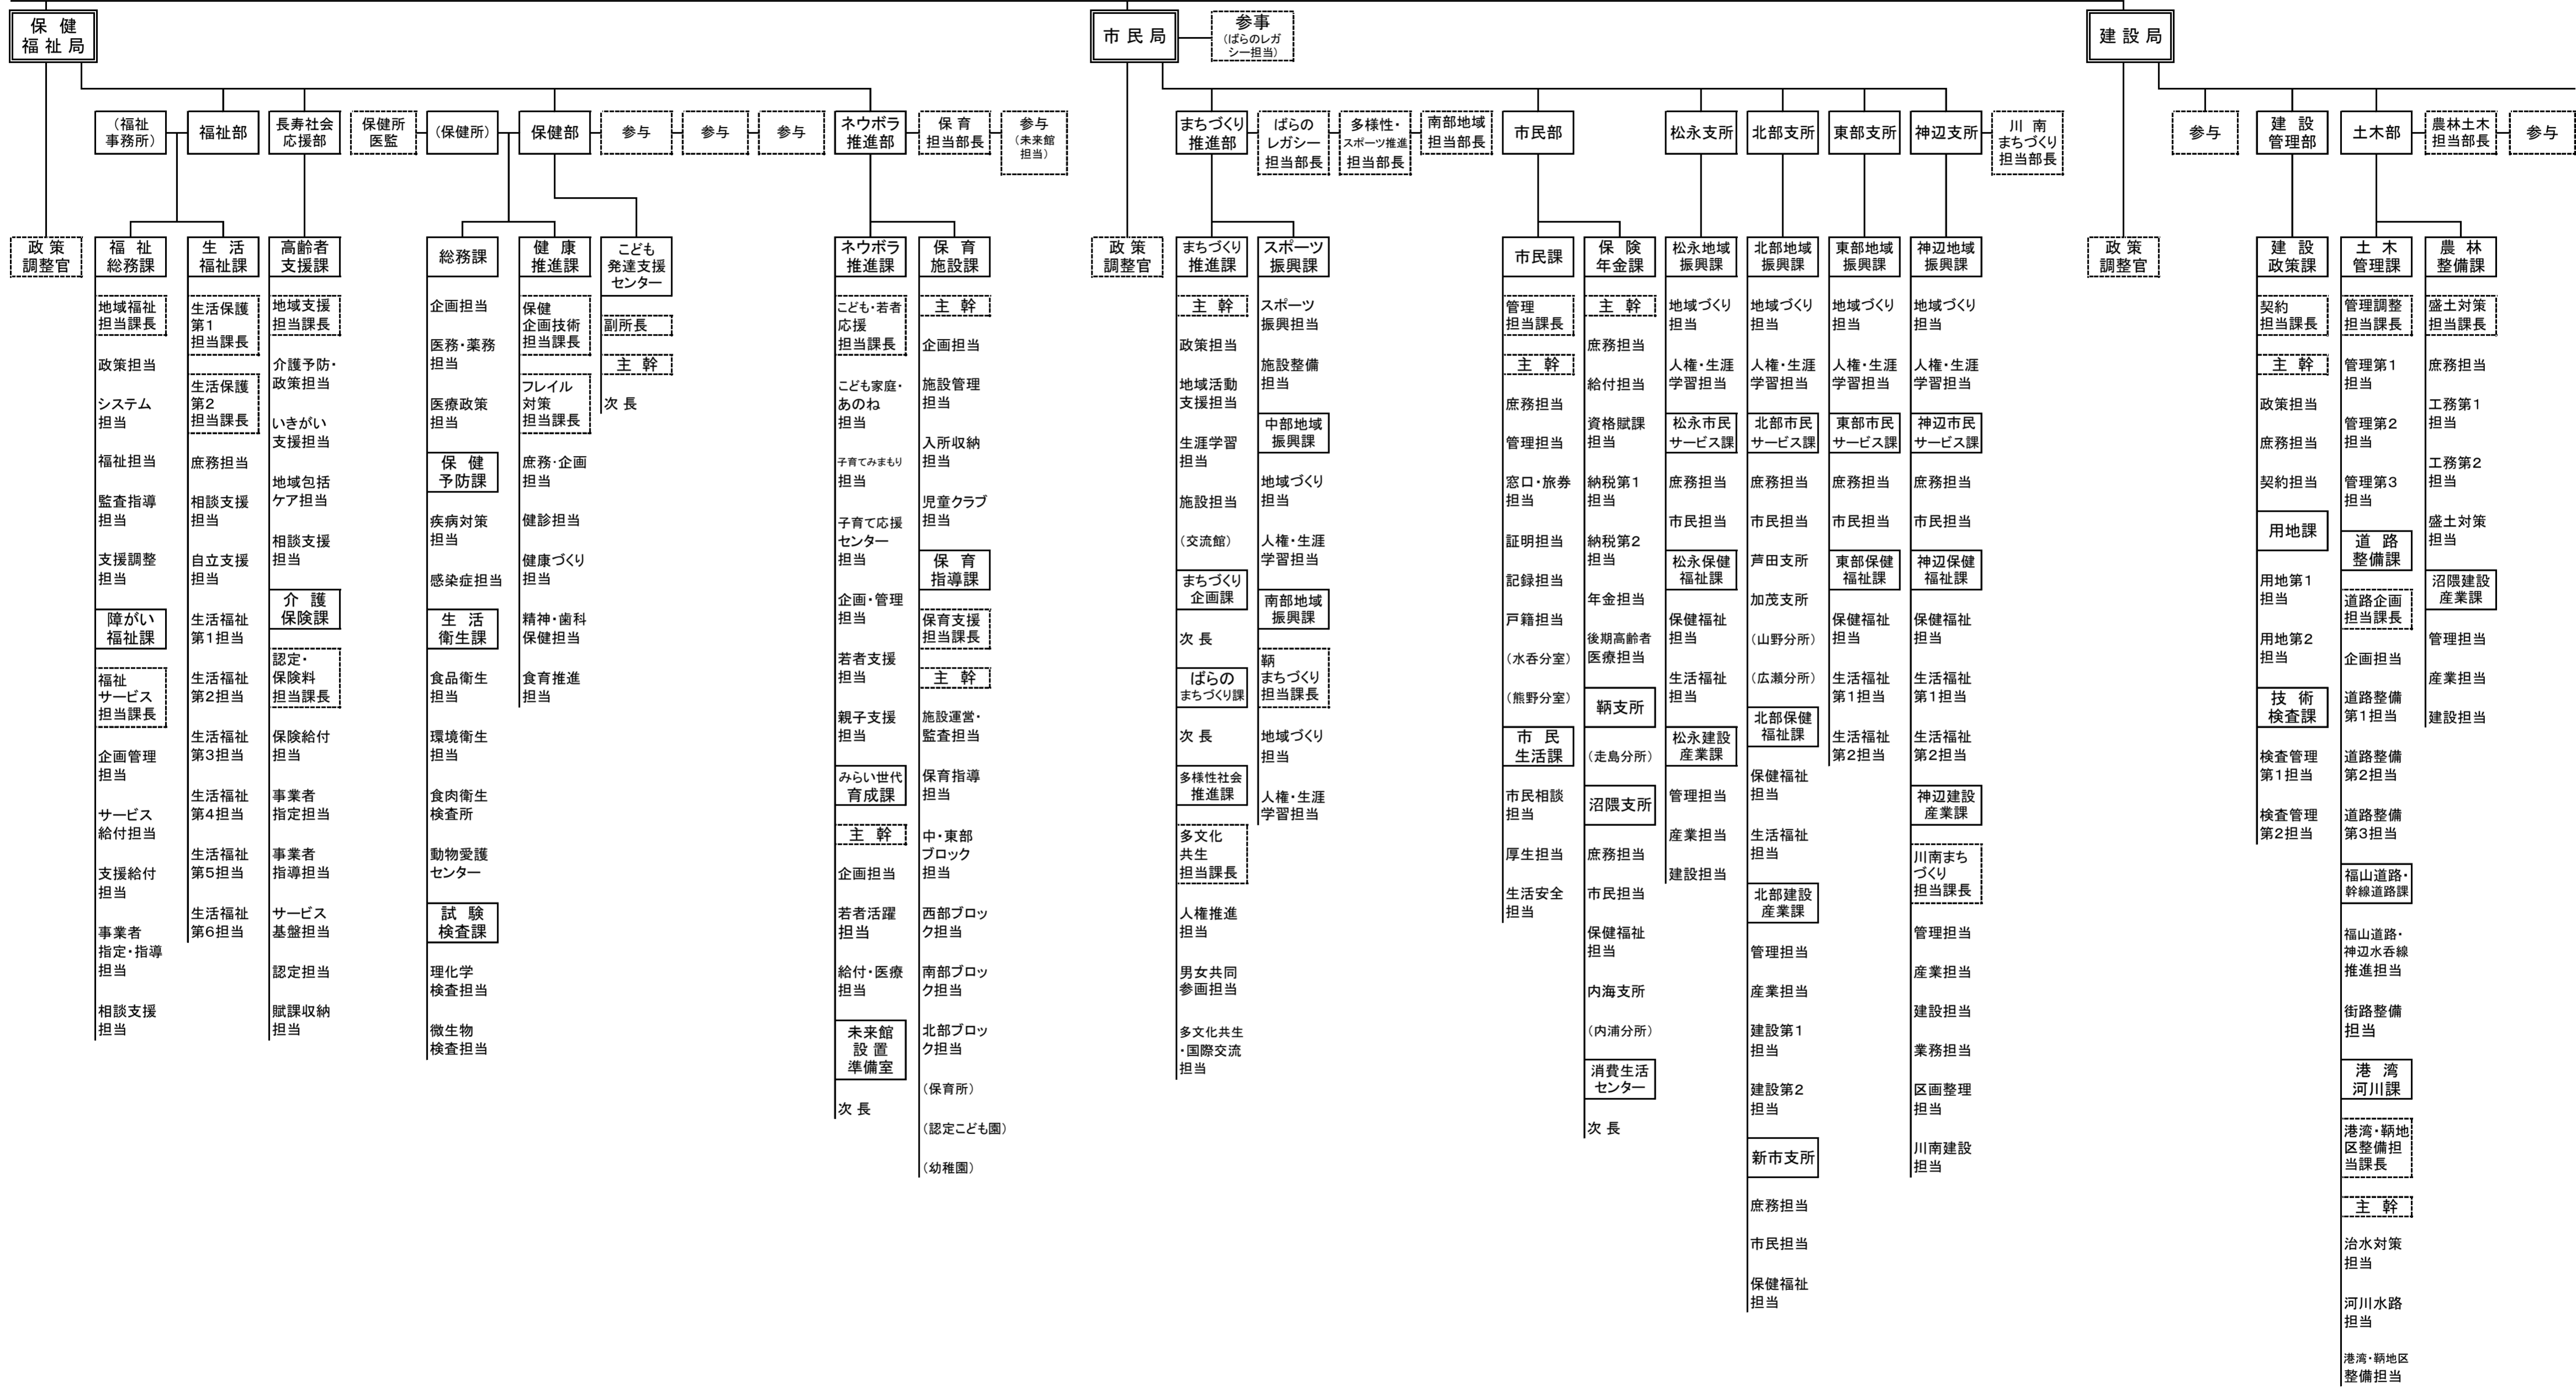 保 健
福 祉 局
市 民 局
参事
(ばらのレガ
シー担当)
建 設 局
(福祉
事務所)
福祉部
長寿社会
応援部
保健所
医監
(保健所)
保健部
参与
参与
参与
ネウボラ
推進部
保 育
担当部長
参与
(未来館
担当)
まちづくり
推進部
ばらの
レガシー
担当部長
多様性・
スポーツ推進
担当部長
南部地域
担当部長
市民部
松永支所
北部支所
東部支所
神辺支所
川 南
まちづくり
担当部長
参与
建 設
管理部
土木部
農林土木
担当部長
参与
政 策
調整官
福 祉
総務課
地域福祉
担当課長
政策担当
システム
担当
福祉担当
監査指導
担当
支援調整
担当
障がい
福祉課
福祉
サービス
担当課長
企画管理
担当
サービス
給付担当
支援給付
担当
事業者
指定・指導
担当
相談支援
担当
生 活
福祉課
生活保護
第1
担当課長
生活保護
第2
担当課長
庶務担当
相談支援
担当
自立支援
担当
生活福祉
第1担当
生活福祉
第2担当
生活福祉
第3担当
生活福祉
第4担当
生活福祉
第5担当
生活福祉
第6担当
高齢者
支援課
地域支援
担当課長
介護予防・
政策担当
いきがい
支援担当
地域包括
ケア担当
相談支援
担当
介 護
保険課
認定・
保険料
担当課長
保険給付
担当
事業者
指定担当
事業者
指導担当
サービス
基盤担当
認定担当
賦課収納
担当
総務課
企画担当
医務・薬務
担当
医療政策
担当
保 健
予防課
疾病対策
担当
感染症担当
生 活
衛生課
食品衛生
担当
環境衛生
担当
食肉衛生
検査所
動物愛護
センター
試 験
検査課
理化学
検査担当
微生物
検査担当
健 康
推進課
保健
企画技術
担当課長
フレイル
対策
担当課長
庶務・企画
担当
健診担当
健康づくり
担当
精神・歯科
保健担当
食育推進
担当
こども
発達支援
センター
副所長
主 幹
次 長
ネウボラ
推進課
こども・若者
応援
担当課長
こども家庭・
あのね
担当
子育てみまもり
担当
子育て応援
センター
担当
企画・管理
担当
若者支援
担当
親子支援
担当
みらい世代
育成課
主 幹
企画担当
若者活躍
担当
給付・医療
担当
未来館
設 置
準備室
次 長
保 育
施設課
主 幹
企画担当
施設管理
担当
入所収納
担当
児童クラブ
担当
保 育
指導課
保育支援
担当課長
主 幹
施設運営・
監査担当
保育指導
担当
中・東部
ブロック
担当
西部ブロッ
ク担当
南部ブロッ
ク担当
北部ブロッ
ク担当
(保育所)
(認定こども園)
(幼稚園)
政 策
調整官
まちづくり
推進課
主 幹
政策担当
地域活動
支援担当
生涯学習
担当
施設担当
(交流館)
まちづくり
企画課
次 長
ばらの
まちづくり課
次 長
多様性社会
推進課
多文化
共生
担当課長
人権推進
担当
男女共同
参画担当
多文化共生
・国際交流
担当
スポーツ
振興課
スポーツ
振興担当
施設整備
担当
中部地域
振興課
地域づくり
担当
人権・生涯
学習担当
南部地域
振興課
鞆
まちづくり
担当課長
地域づくり
担当
人権・生涯
学習担当
市民課
管理
担当課長
主 幹
庶務担当
管理担当
窓口・旅券
担当
証明担当
記録担当
戸籍担当
(水呑分室)
(熊野分室)
市 民
生活課
市民相談
担当
厚生担当
生活安全
担当
保 険
年金課
主 幹
庶務担当
給付担当
資格賦課
担当
納税第1
担当
納税第2
担当
年金担当
後期高齢者
医療担当
鞆支所
(走島分所)
沼隈支所
庶務担当
市民担当
保健福祉
担当
内海支所
(内浦分所)
消費生活
センター
次 長
松永地域
振興課
地域づくり
担当
人権・生涯
学習担当
松永市民
サービス課
庶務担当
市民担当
松永保健
福祉課
保健福祉
担当
生活福祉
担当
松永建設
産業課
管理担当
産業担当
建設担当
北部地域
振興課
地域づくり
担当
人権・生涯
学習担当
北部市民
サービス課
庶務担当
市民担当
芦田支所
加茂支所
(山野分所)
(広瀬分所)
北部保健
福祉課
保健福祉
担当
生活福祉
担当
北部建設
産業課
管理担当
産業担当
建設第1
担当
建設第2
担当
新市支所
庶務担当
市民担当
保健福祉
担当
東部地域
振興課
地域づくり
担当
人権・生涯
学習担当
東部市民
サービス課
庶務担当
市民担当
東部保健
福祉課
保健福祉
担当
生活福祉
第1担当
生活福祉
第2担当
神辺地域
振興課
地域づくり
担当
人権・生涯
学習担当
神辺市民
サービス課
庶務担当
市民担当
神辺保健
福祉課
保健福祉
担当
生活福祉
第1担当
生活福祉
第2担当
神辺建設
産業課
川南まち
づくり
担当課長
管理担当
産業担当
建設担当
業務担当
区画整理
担当
川南建設
担当
政 策
調整官
建 設
政策課
契約
担当課長
主 幹
政策担当
庶務担当
契約担当
用地課
用地第1
担当
用地第2
担当
技 術
検査課
検査管理
第1担当
検査管理
第2担当
土 木
管理課
管理調整
担当課長
管理第1
担当
管理第2
担当
管理第3
担当
道 路
整備課
道路企画
担当課長
企画担当
道路整備
第1担当
道路整備
第2担当
道路整備
第3担当
福山道路・
幹線道路課
福山道路・
神辺水呑線
推進担当
街路整備
担当
港 湾
河川課
港湾・鞆地
区整備担
当課長
主 幹
治水対策
担当
河川水路
担当
港湾・鞆地区
整備担当
農 林
整備課
盛土対策
担当課長
庶務担当
工務第1
担当
工務第2
担当
盛土対策
担当
沼隈建設
産業課
管理担当
産業担当
建設担当